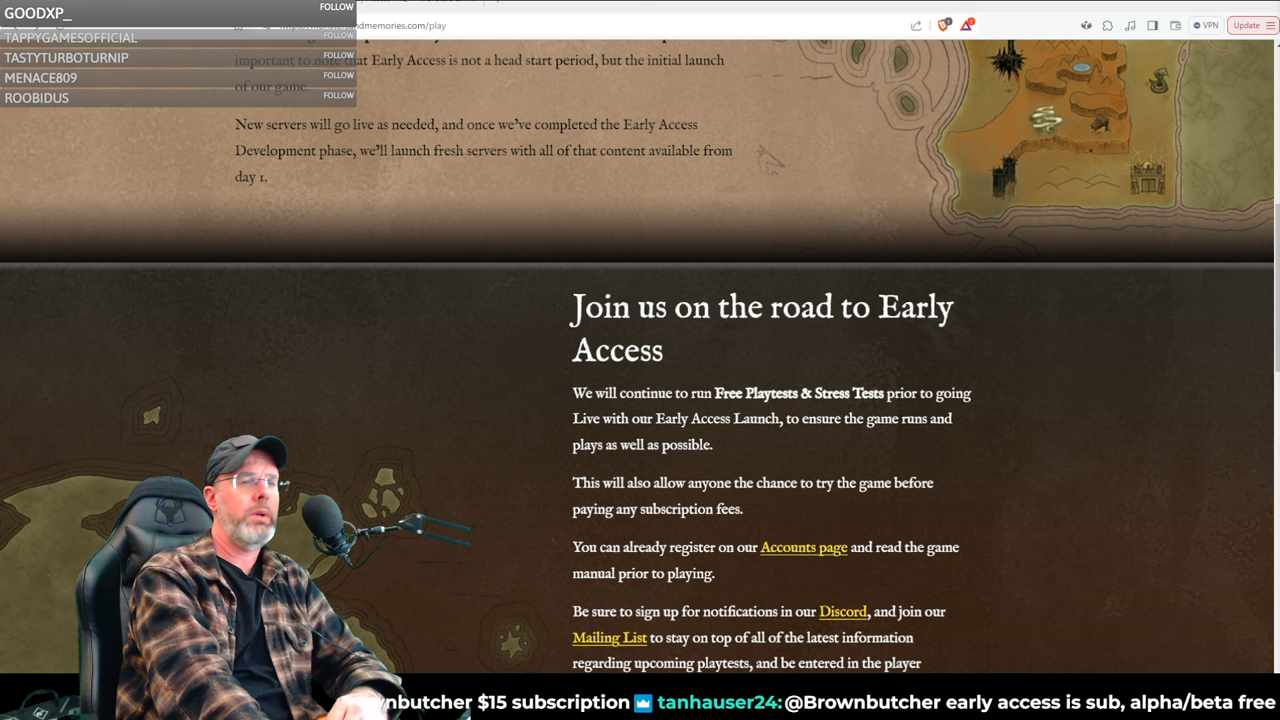 GOODXP_ FOLLOW
TAPPYGAMESOFFICIAL FOLLOW
TASTYTURBOTURNIP FOLLOW
MENACE809 FOLLOW
ROOBIDUS FOLLOW
andmemories.com/play
VPN
Update
important to note that Early Access is not a head start period, but the initial launch
of our game.
New servers will go live as needed, and once we've completed the Early Access
Development phase, we'll launch fresh servers with all of that content available from
day 1.
Join us on the road to Early
Access
We will continue to run Free Playtests & Stress Tests prior to going
Live with our Early Access Launch, to ensure the game runs and
plays as well as possible.
This will also allow anyone the chance to try the game before
paying any subscription fees.
You can already register on our Accounts page and read the game
manual prior to playing.
Be sure to sign up for notifications in our Discord, and join our
Mailing List to stay on top of all of the latest information
regarding upcoming playtests, and be entered in the player
wnbutcher $15 subscription tanhauser24: @Brownbutcher early access is sub, alpha/beta free